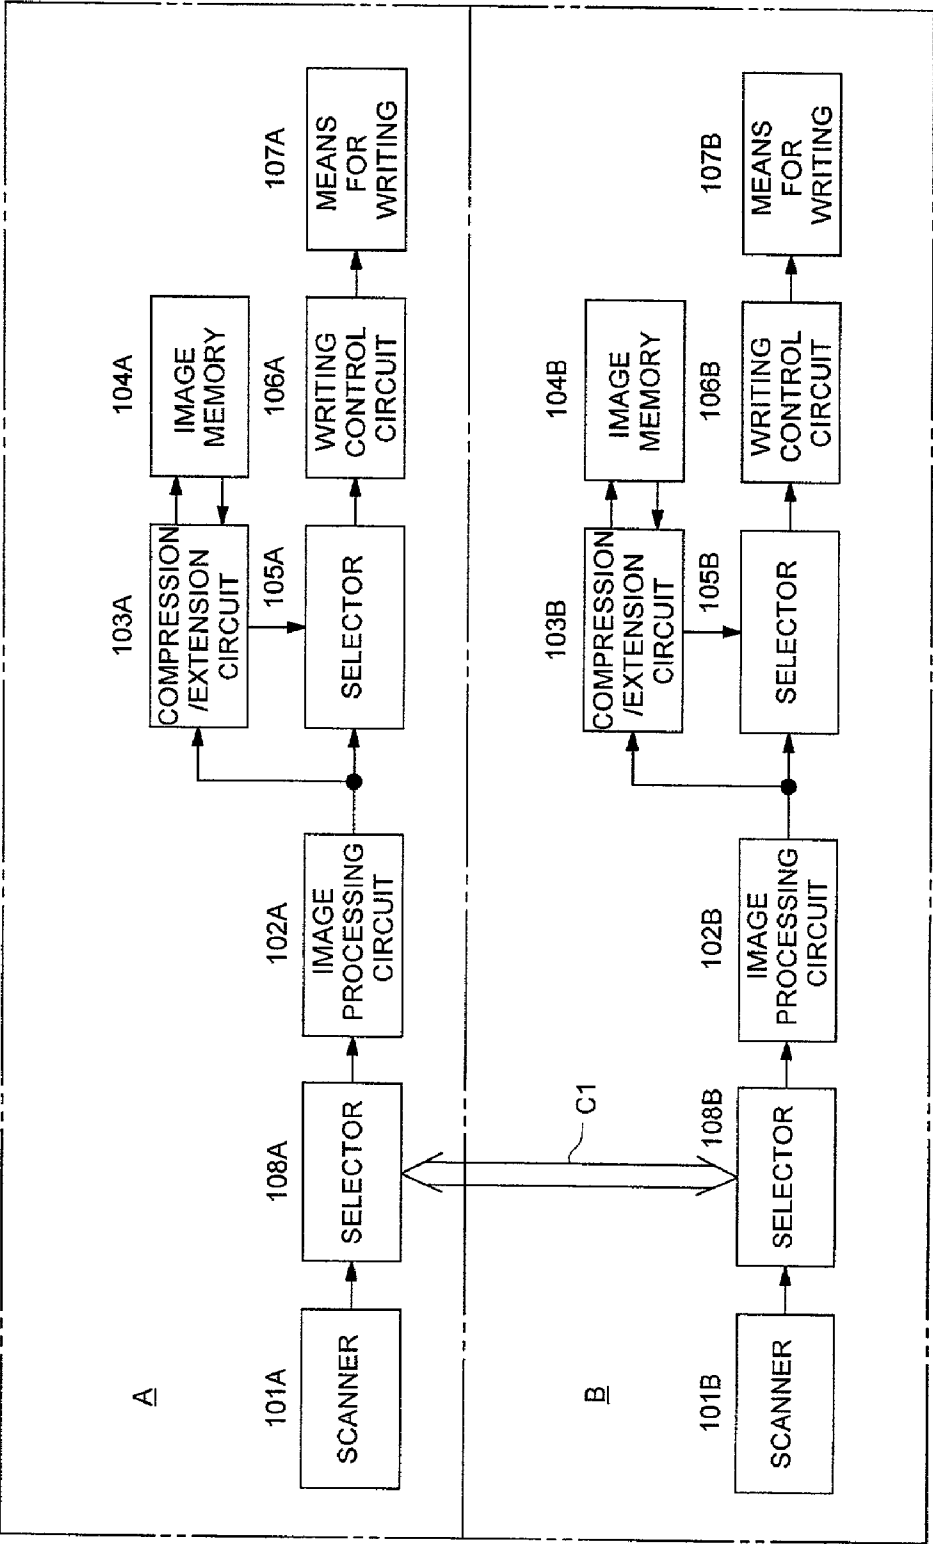 A
101A
SCANNER
108A
SELECTOR
102A
IMAGE
PROCESSING
CIRCUIT
103A
COMPRESSION
/EXTENSION
CIRCUIT
104A
IMAGE
MEMORY
105A
SELECTOR
106A
WRITING
CONTROL
CIRCUIT
107A
MEANS
FOR
WRITING
C1
B
101B
SCANNER
108B
SELECTOR
102B
IMAGE
PROCESSING
CIRCUIT
103B
COMPRESSION
/EXTENSION
CIRCUIT
104B
IMAGE
MEMORY
105B
SELECTOR
106B
WRITING
CONTROL
CIRCUIT
107B
MEANS
FOR
WRITING